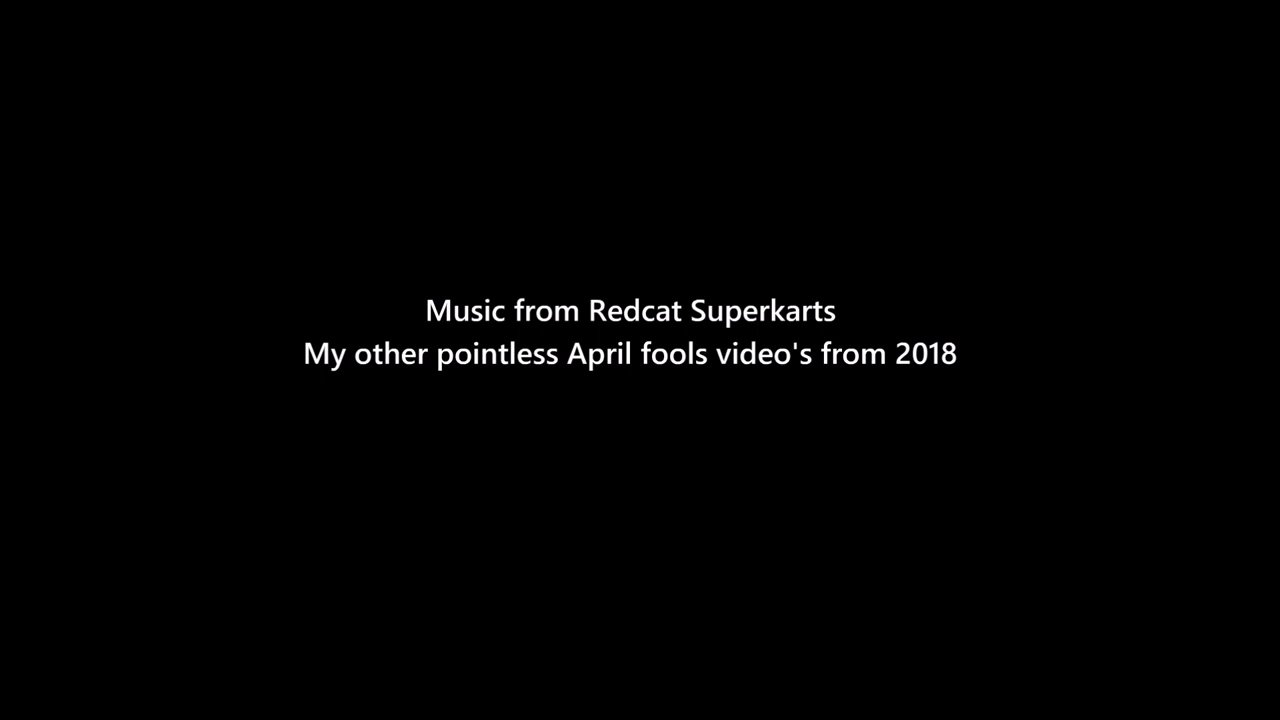 Music from Redcat Superkarts
My other pointless April fools video's from 2018